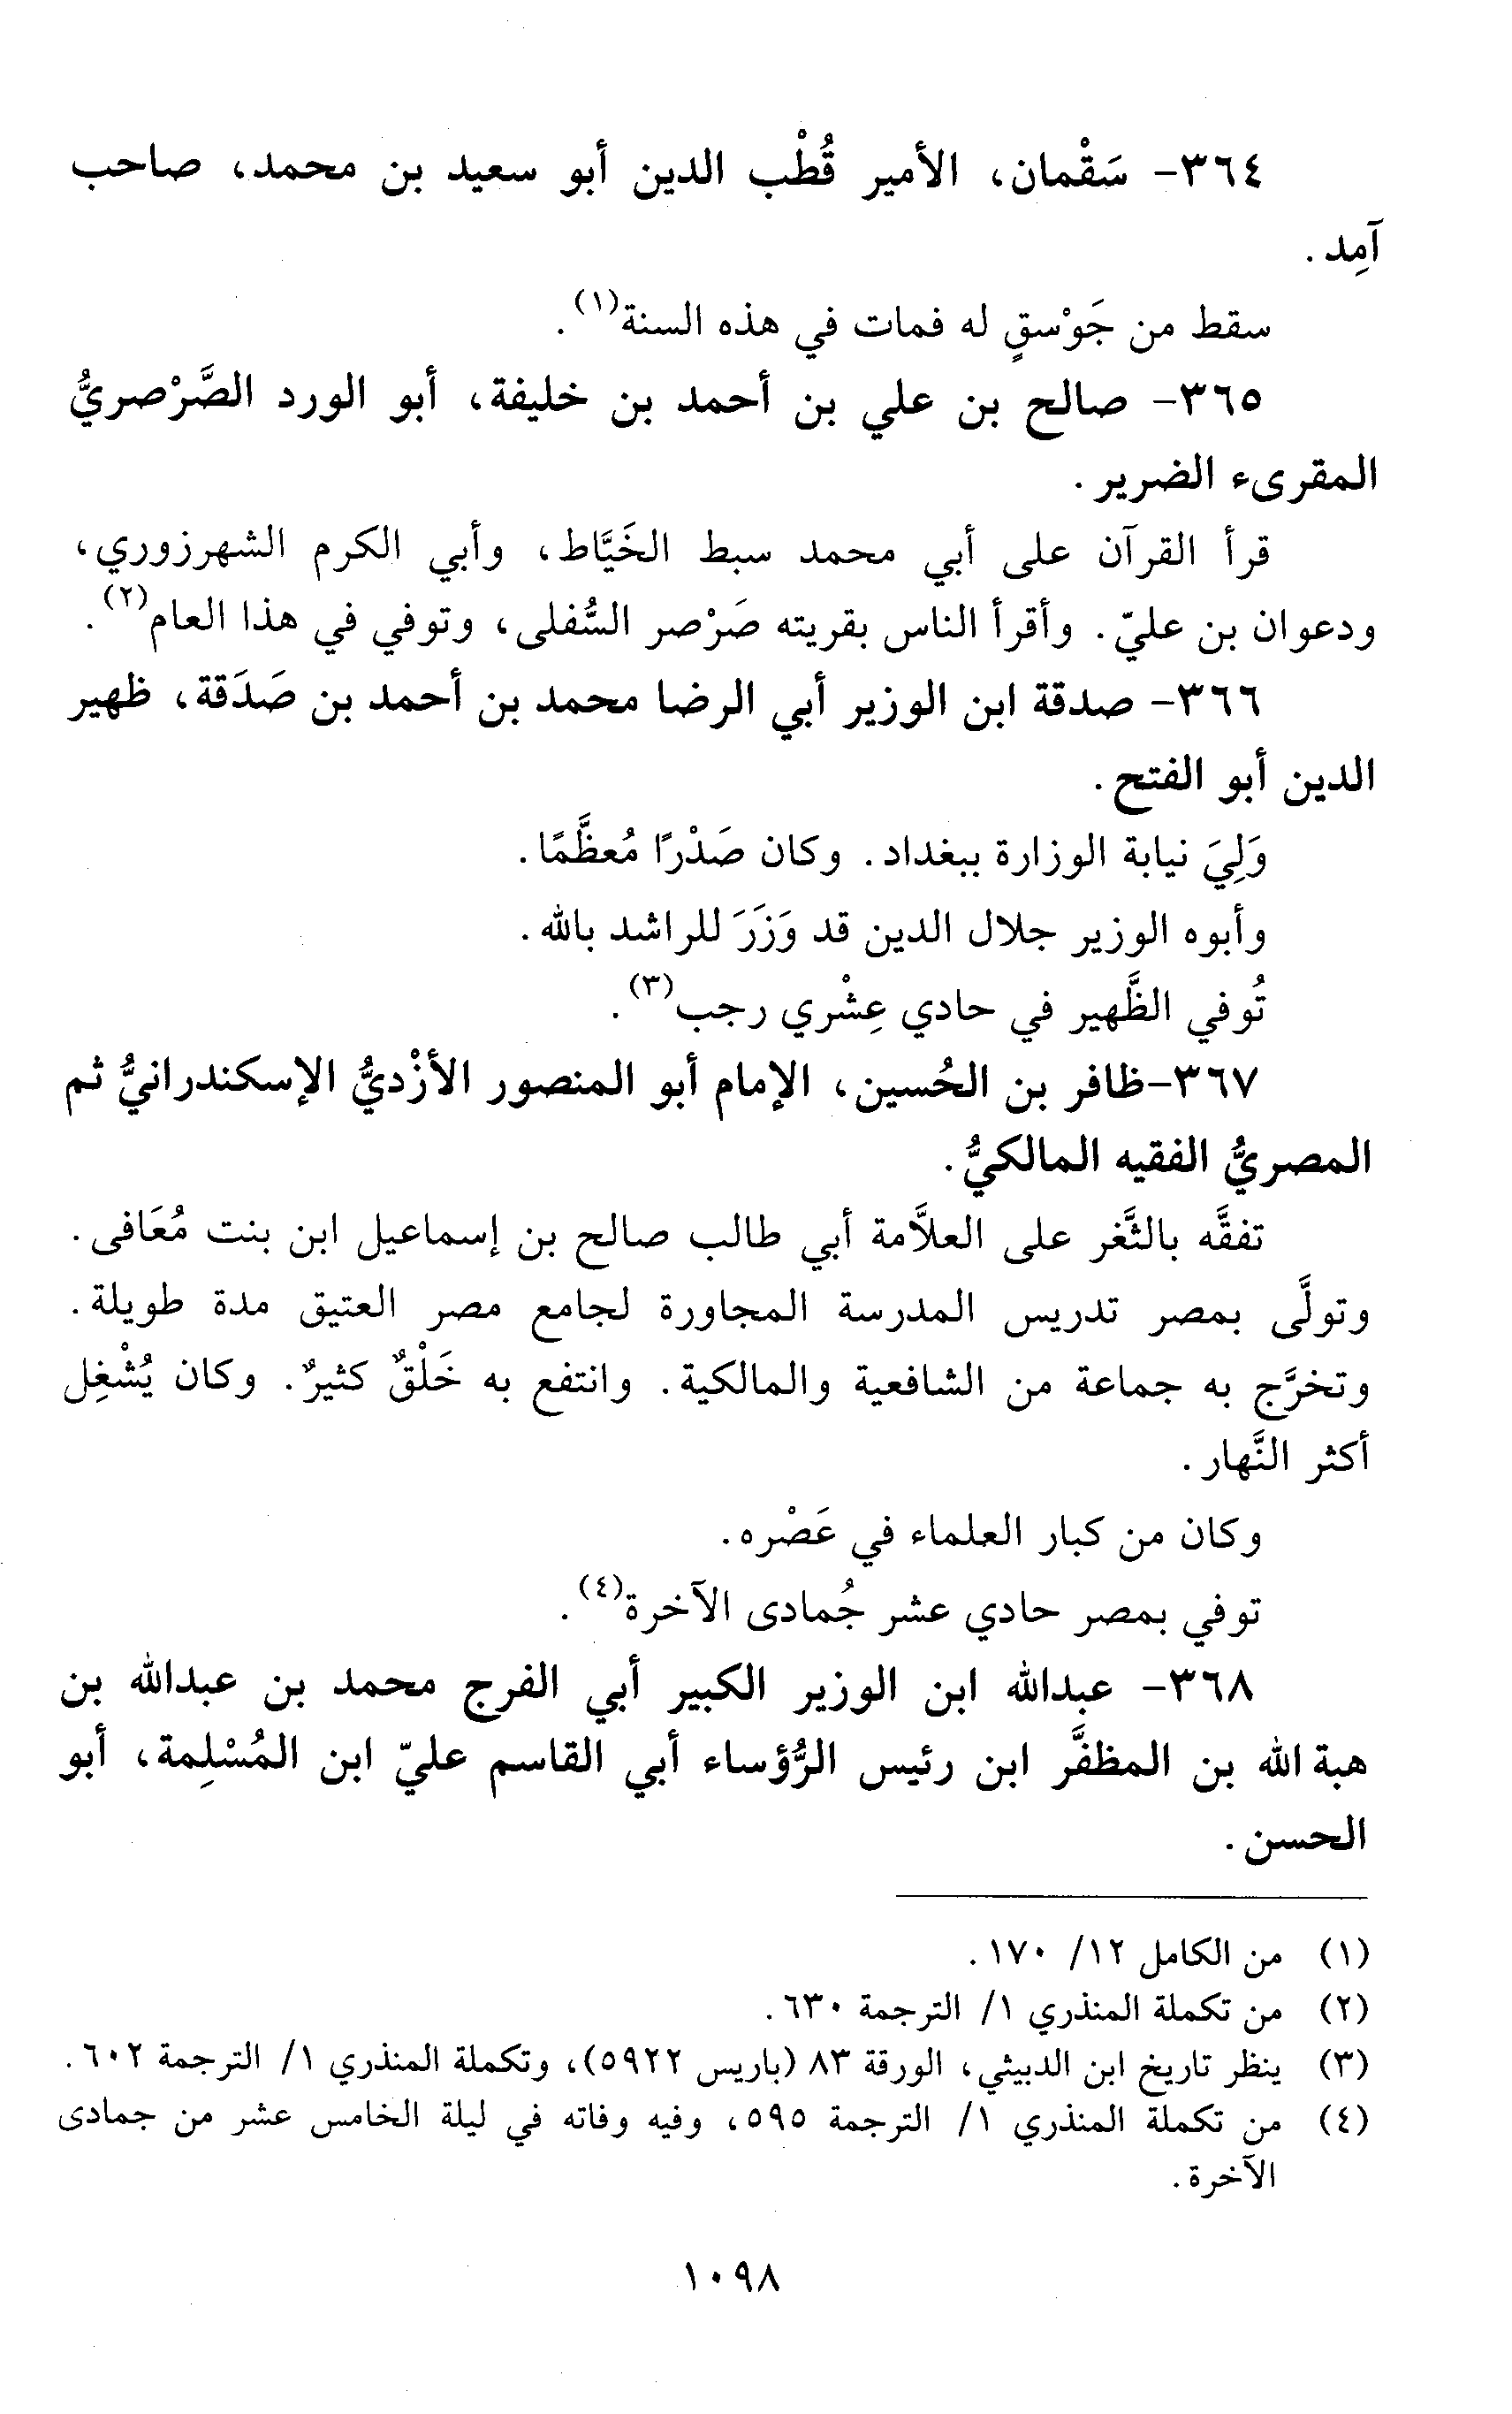 ٣٦٤- سَقْمان، الأمير قُطْب الدين أبو سعيد بن محمد، صاحب
آمِد.
سقط من جَوْسقٍ له فمات في هذه السنة(١).
٣٦٥- صالح بن علي بن أحمد بن خليفة، أبو الورد الصَّرْصريُّ
المقرىء الضرير.
قرأ القرآن على أبي محمد سبط الخَيَّاط، وأبي الكرم الشهرزوري،
ودعوان بن عليّ. وأقرأ الناس بقريته صَرْصر السُّفلى، وتوفي في هذا العام(٢).
٣٦٦- صدقة ابن الوزير أبي الرضا محمد بن أحمد بن صَدَقة، ظهير
الدين أبو الفتح.
وَلِيَ نيابة الوزارة ببغداد. وكان صَدْرًا مُعظَّمًا.
وأبوه الوزير جلال الدين قد وَزَرَ للراشد بالله.
تُوفي الظَّهير في حادي عِشْري رجب(٣).
٣٦٧-ظافر بن الحُسين، الإمام أبو المنصور الأزْديُّ الإسكندرانيُّ ثم
المصريُّ الفقيه المالكيُّ.
تفقَّه بالثَّغر على العلاَّمة أبي طالب صالح بن إسماعيل ابن بنت مُعَافى.
وتولَّى بمصر تدريس المدرسة المجاورة لجامع مصر العتيق مدة طويلة.
وتخرَّج به جماعة من الشافعية والمالكية. وانتفع به خَلْقٌ كثيرٌ. وكان يُشْغِل
أكثر النَّهار.
وكان من كبار العلماء في عَصْره.
توفي بمصر حادي عشر جُمادى الآخرة(٤).
٣٦٨- عبدالله ابن الوزير الكبير أبي الفرج محمد بن عبدالله بن
هبة الله بن المظفَّر ابن رئيس الرُّؤساء أبي القاسم عليّ ابن المُسْلِمة، أبو
الحسن.
(١) من الكامل ١٢/ ١٧٠.
(٢) من تكملة المنذري ١/ الترجمة ٦٣٠.
(٣) ينظر تاريخ ابن الدبيثي، الورقة ٨٣ (باريس ٥٩٢٢)، وتكملة المنذري ١/ الترجمة ٦٠٢.
(٤) من تكملة المنذري ١/ الترجمة ٥٩٥، وفيه وفاته في ليلة الخامس عشر من جمادى
الآخرة.
١٠٩٨